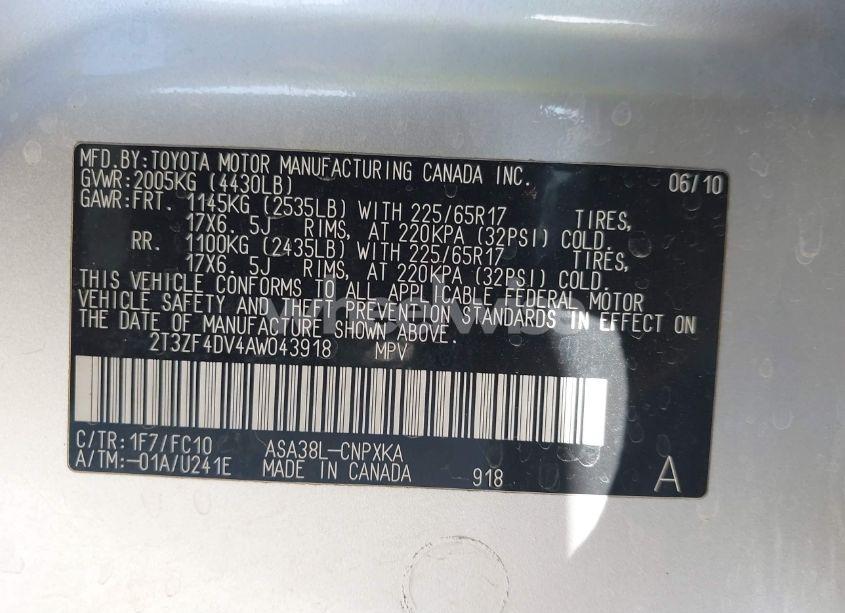 MFD.BY:TOYOTA MOTOR MANUFACTURING CANADA INC. 06/10
GVWR:2005KG (4430LB)
GAWR:FRT. 1145KG (2535LB) WITH 225/65R17 TIRES,
17X6.5J RIMS, AT 220KPA (32PSI) COLD.
RR. 1100KG (2435LB) WITH 225/65R17 TIRES,
17X6.5J RIMS, AT 220KPA (32PSI) COLD.
THIS VEHICLE CONFORMS TO ALL APPLICABLE FEDERAL MOTOR
VEHICLE SAFETY AND THEFT PREVENTION STANDARDS IN EFFECT ON
THE DATE OF MANUFACTURE SHOWN ABOVE.
2T3ZF4DV4AW043918 MPV
C/TR:1F7/FC10 ASA38L-CNPXKA
A/TM:-01A/U241E MADE IN CANADA 918 A